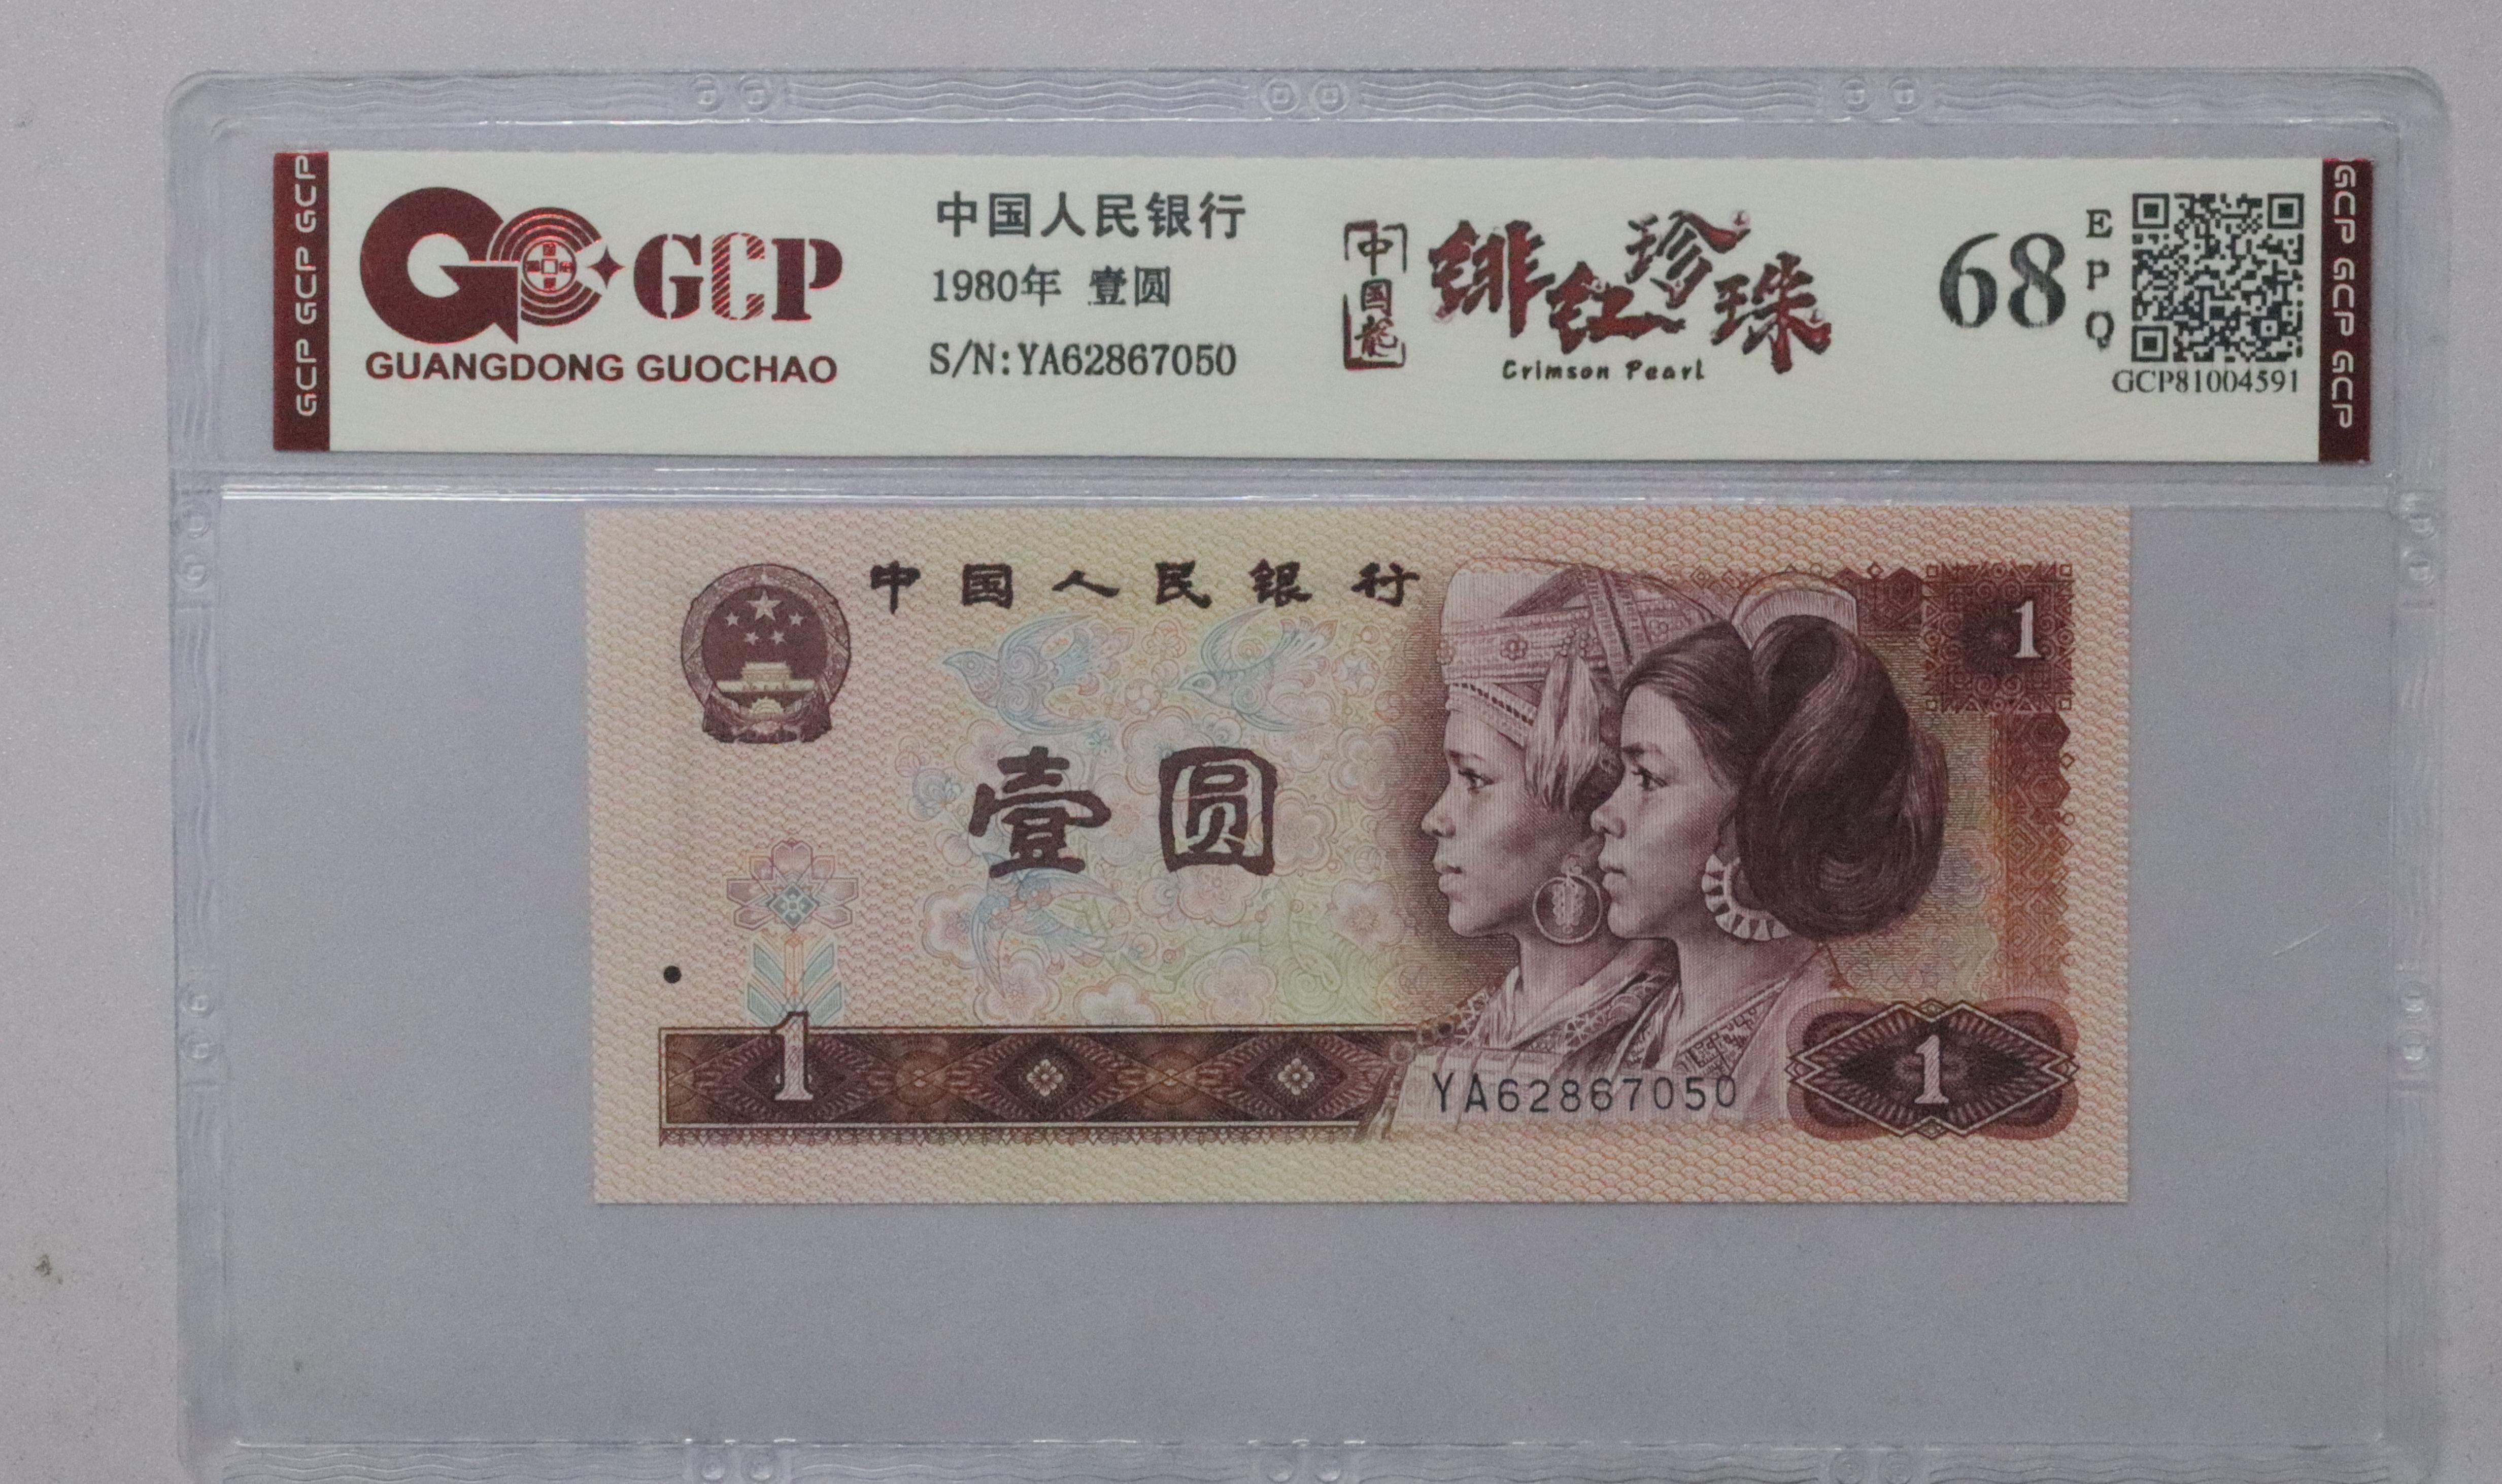 GCP GCP GCP
GCP
GUANGDONG GUOCHAO
中国人民银行
1980年 壹圆
S/N:YA62867050
中国龍
绯红珍珠
Crimson Pearl
68
EPQ
GCP81004591
GCP GCP GCP
中国人民银行
1
壹圆
1
YA62867050
1